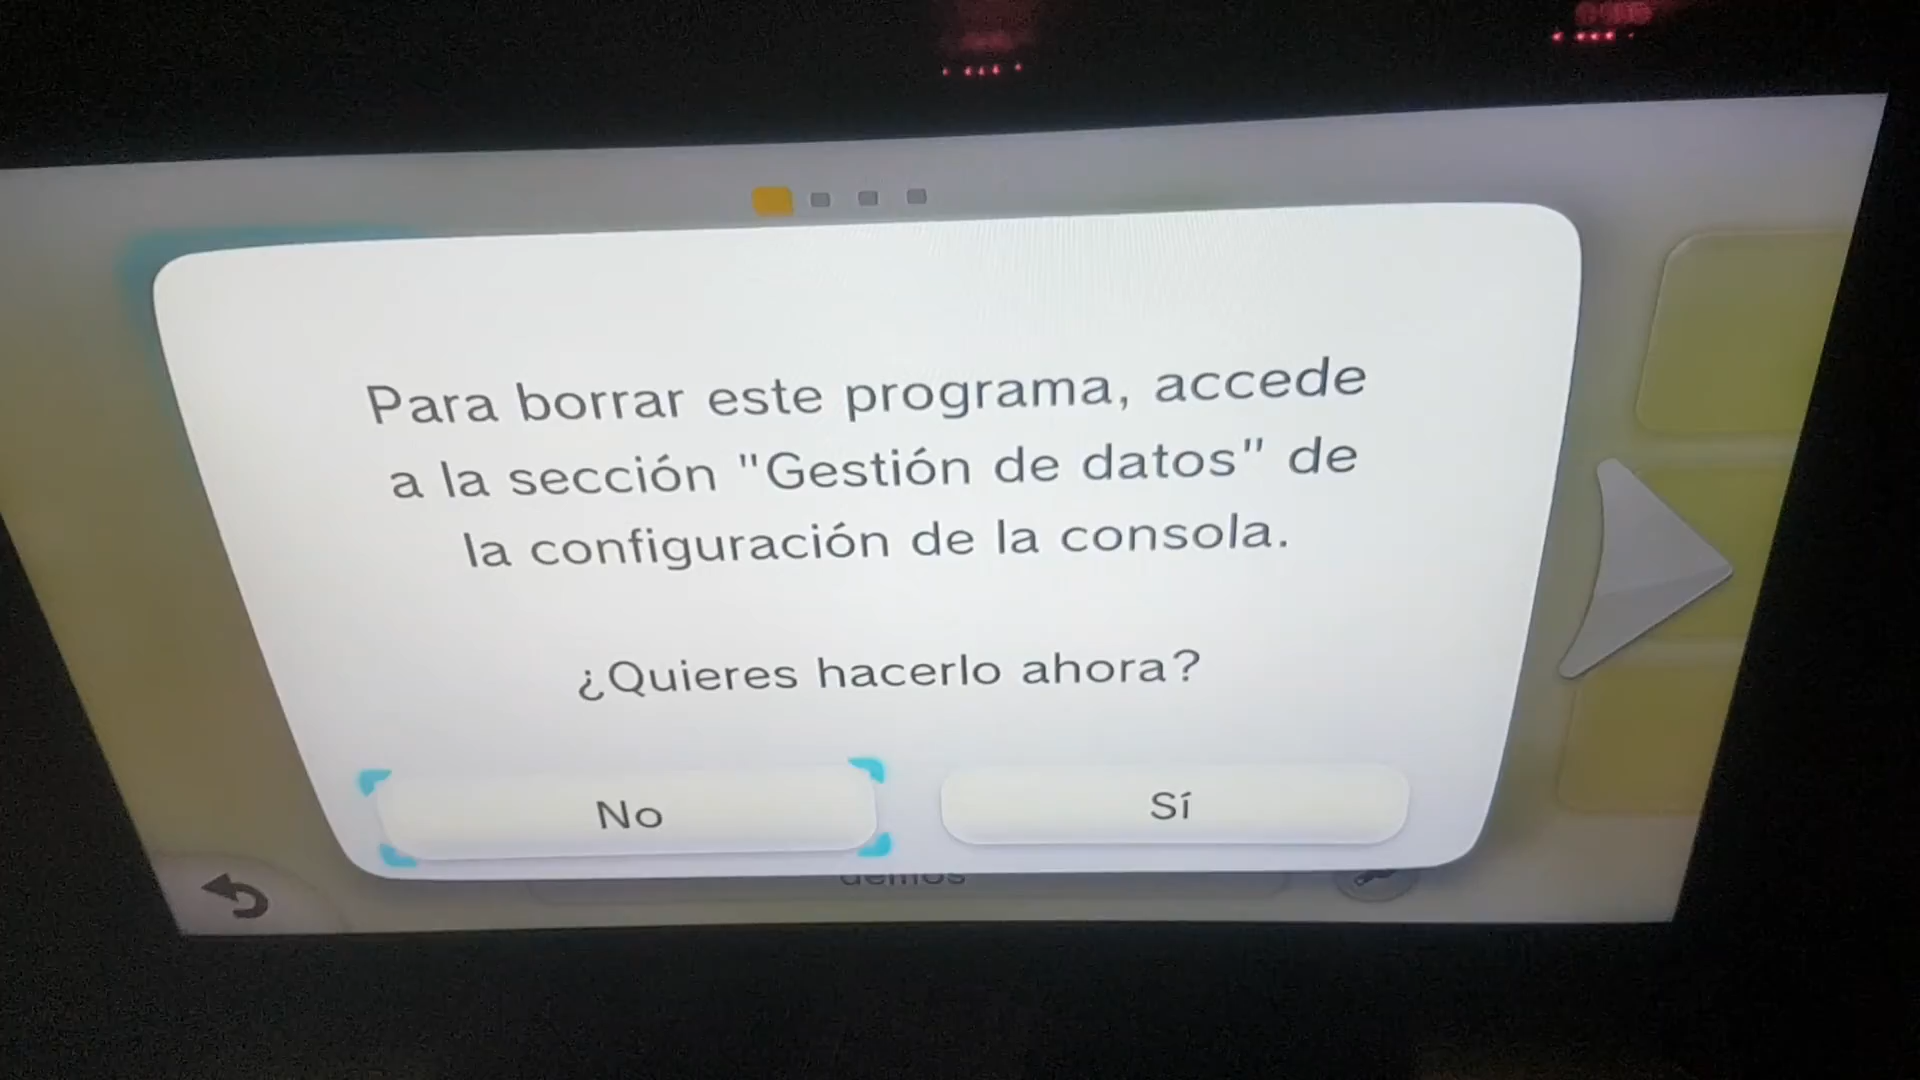 Para borrar este programa, accede
a la sección "Gestión de datos" de
la configuración de la consola.
¿Quieres hacerlo ahora?
No
Sí
demos